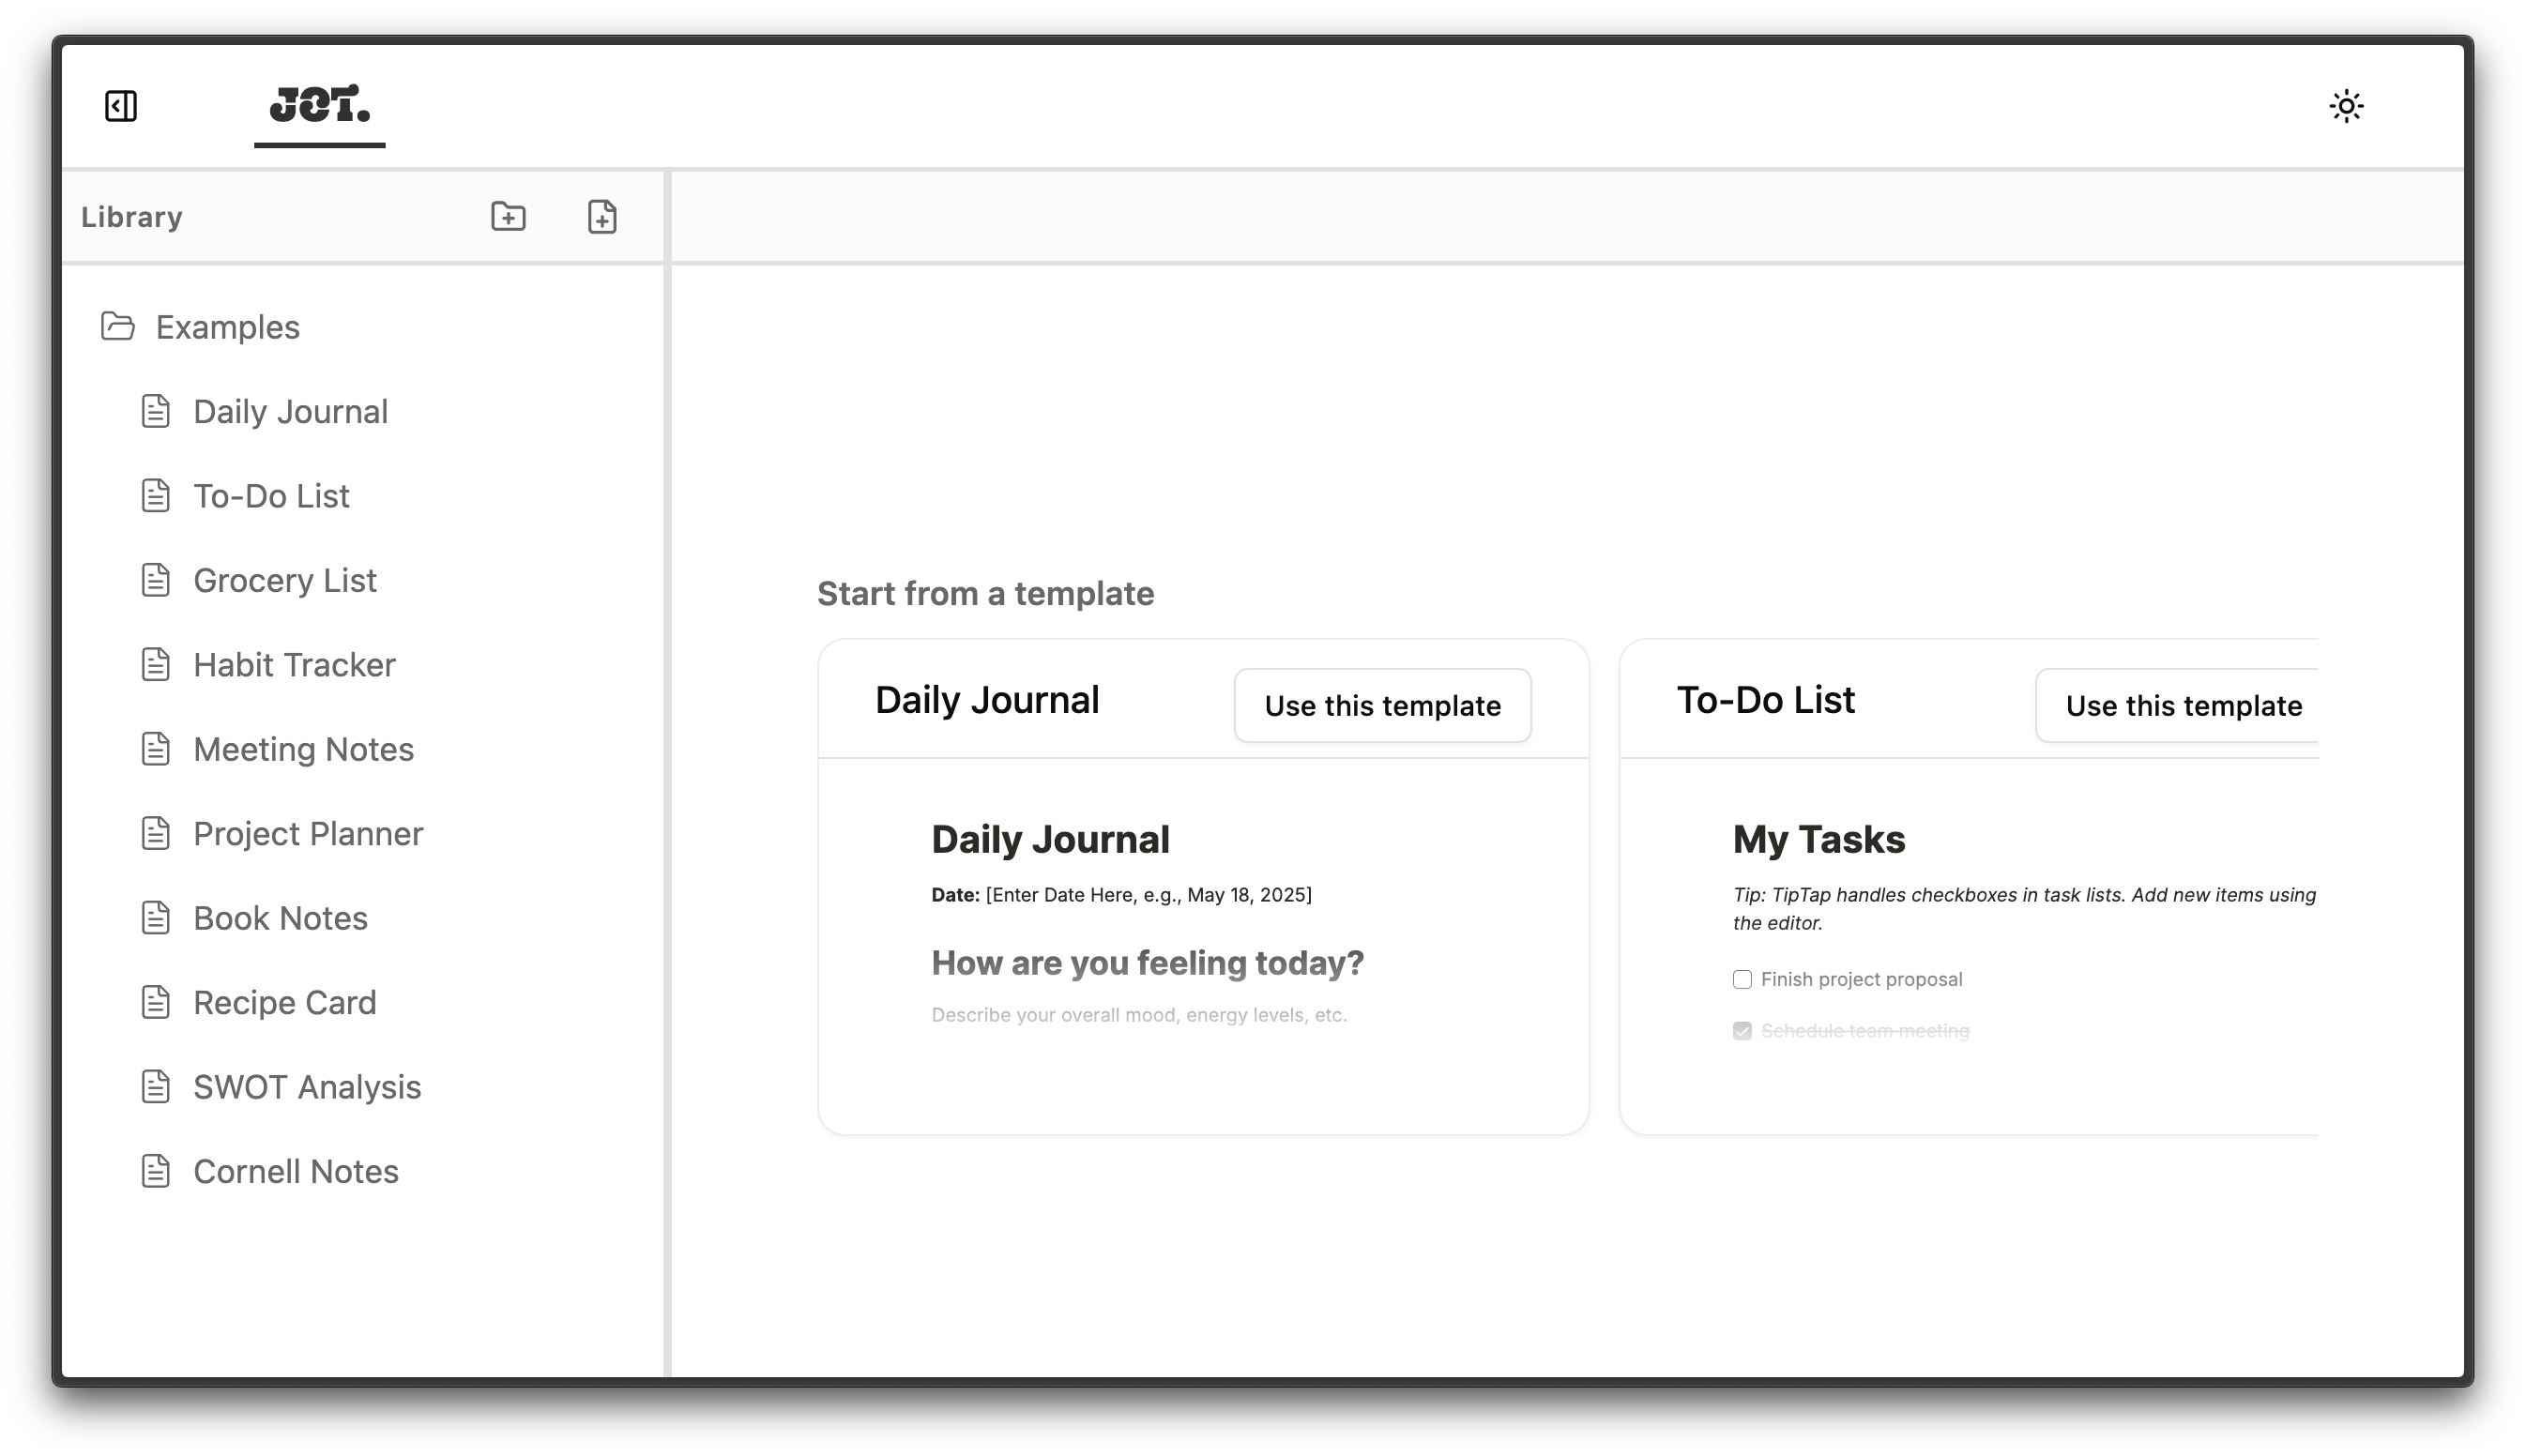 JOT.
Library
Examples
Daily Journal
To-Do List
Grocery List
Habit Tracker
Meeting Notes
Project Planner
Book Notes
Recipe Card
SWOT Analysis
Cornell Notes
Start from a template
Daily Journal
Use this template
Daily Journal
Date: [Enter Date Here, e.g., May 18, 2025]
How are you feeling today?
Describe your overall mood, energy levels, etc.
To-Do List
Use this template
My Tasks
Tip: TipTap handles checkboxes in task lists. Add new items using
the editor.
Finish project proposal
Schedule team meeting